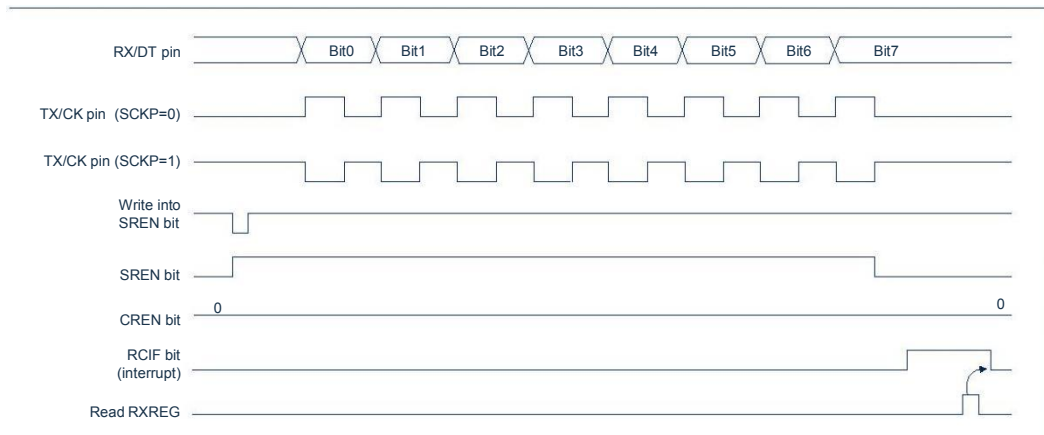 RX/DT pin Bit0 Bit1 Bit2 Bit3 Bit4 Bit5 Bit6 Bit7
TX/CK pin (SCKP=0)
TX/CK pin (SCKP=1)
Write into
SREN bit
SREN bit
0 0
CREN bit
RCIF bit
(interrupt)
Read RXREG